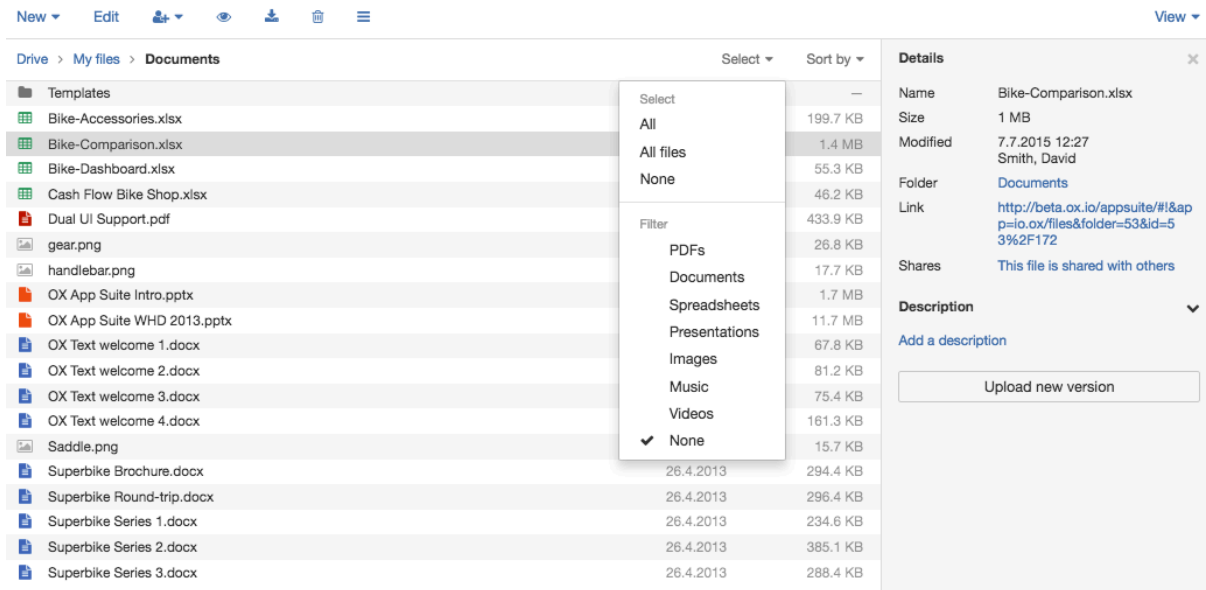 New Edit View
Drive > My files > Documents Select Sort by
Templates —
Bike-Accessories.xlsx 199.7 KB
Bike-Comparison.xlsx 1.4 MB
Bike-Dashboard.xlsx 55.3 KB
Cash Flow Bike Shop.xlsx 46.2 KB
Dual UI Support.pdf 433.9 KB
gear.png 26.8 KB
handlebar.png 17.7 KB
OX App Suite Intro.pptx 1.7 MB
OX App Suite WHD 2013.pptx 11.7 MB
OX Text welcome 1.docx 67.8 KB
OX Text welcome 2.docx 81.2 KB
OX Text welcome 3.docx 75.4 KB
OX Text welcome 4.docx 161.3 KB
Saddle.png 15.7 KB
Superbike Brochure.docx 26.4.2013 294.4 KB
Superbike Round-trip.docx 26.4.2013 296.4 KB
Superbike Series 1.docx 26.4.2013 234.6 KB
Superbike Series 2.docx 26.4.2013 385.1 KB
Superbike Series 3.docx 26.4.2013 288.4 KB
Select
All
All files
None
Filter
PDFs
Documents
Spreadsheets
Presentations
Images
Music
Videos
None
Details
Name Bike-Comparison.xlsx
Size 1 MB
Modified 7.7.2015 12:27
Smith, David
Folder Documents
Link http://beta.ox.io/appsuite/#!&ap
p=io.ox/files&folder=53&id=5
3%2F172
Shares This file is shared with others
Description
Add a description
Upload new version